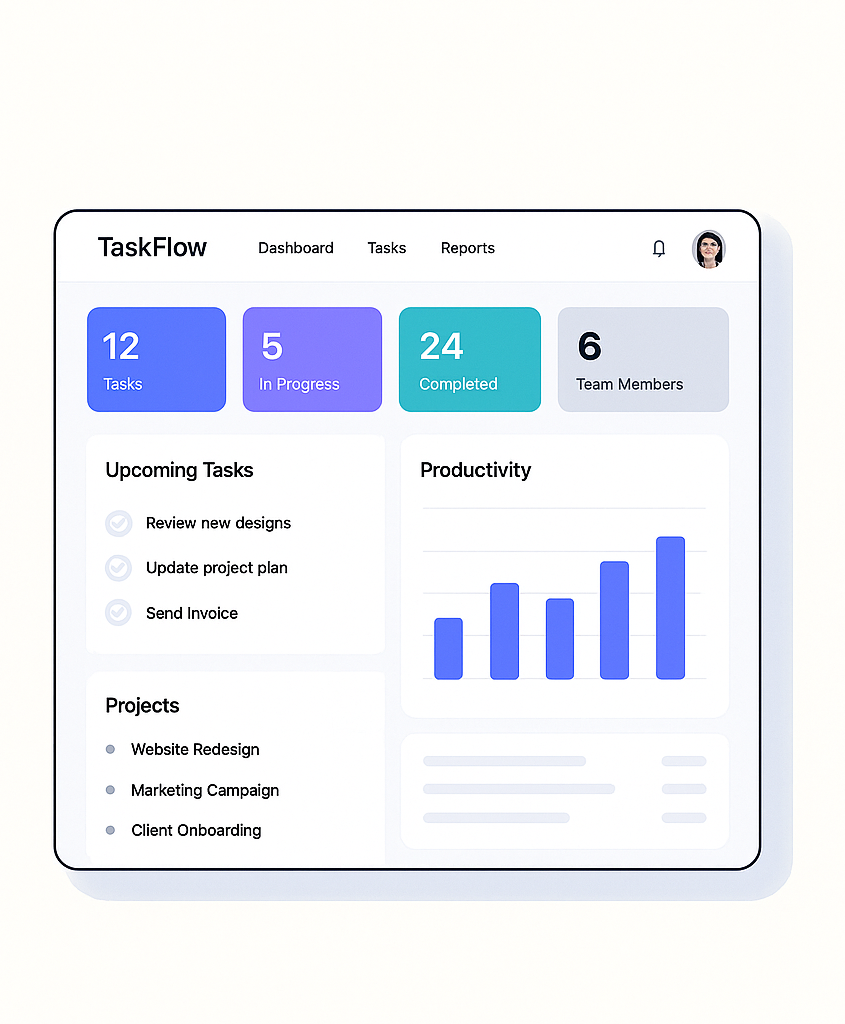 TaskFlow
Dashboard
Tasks
Reports
12
Tasks
5
In Progress
24
Completed
6
Team Members
Upcoming Tasks
Review new designs
Update project plan
Send Invoice
Productivity
Projects
Website Redesign
Marketing Campaign
Client Onboarding